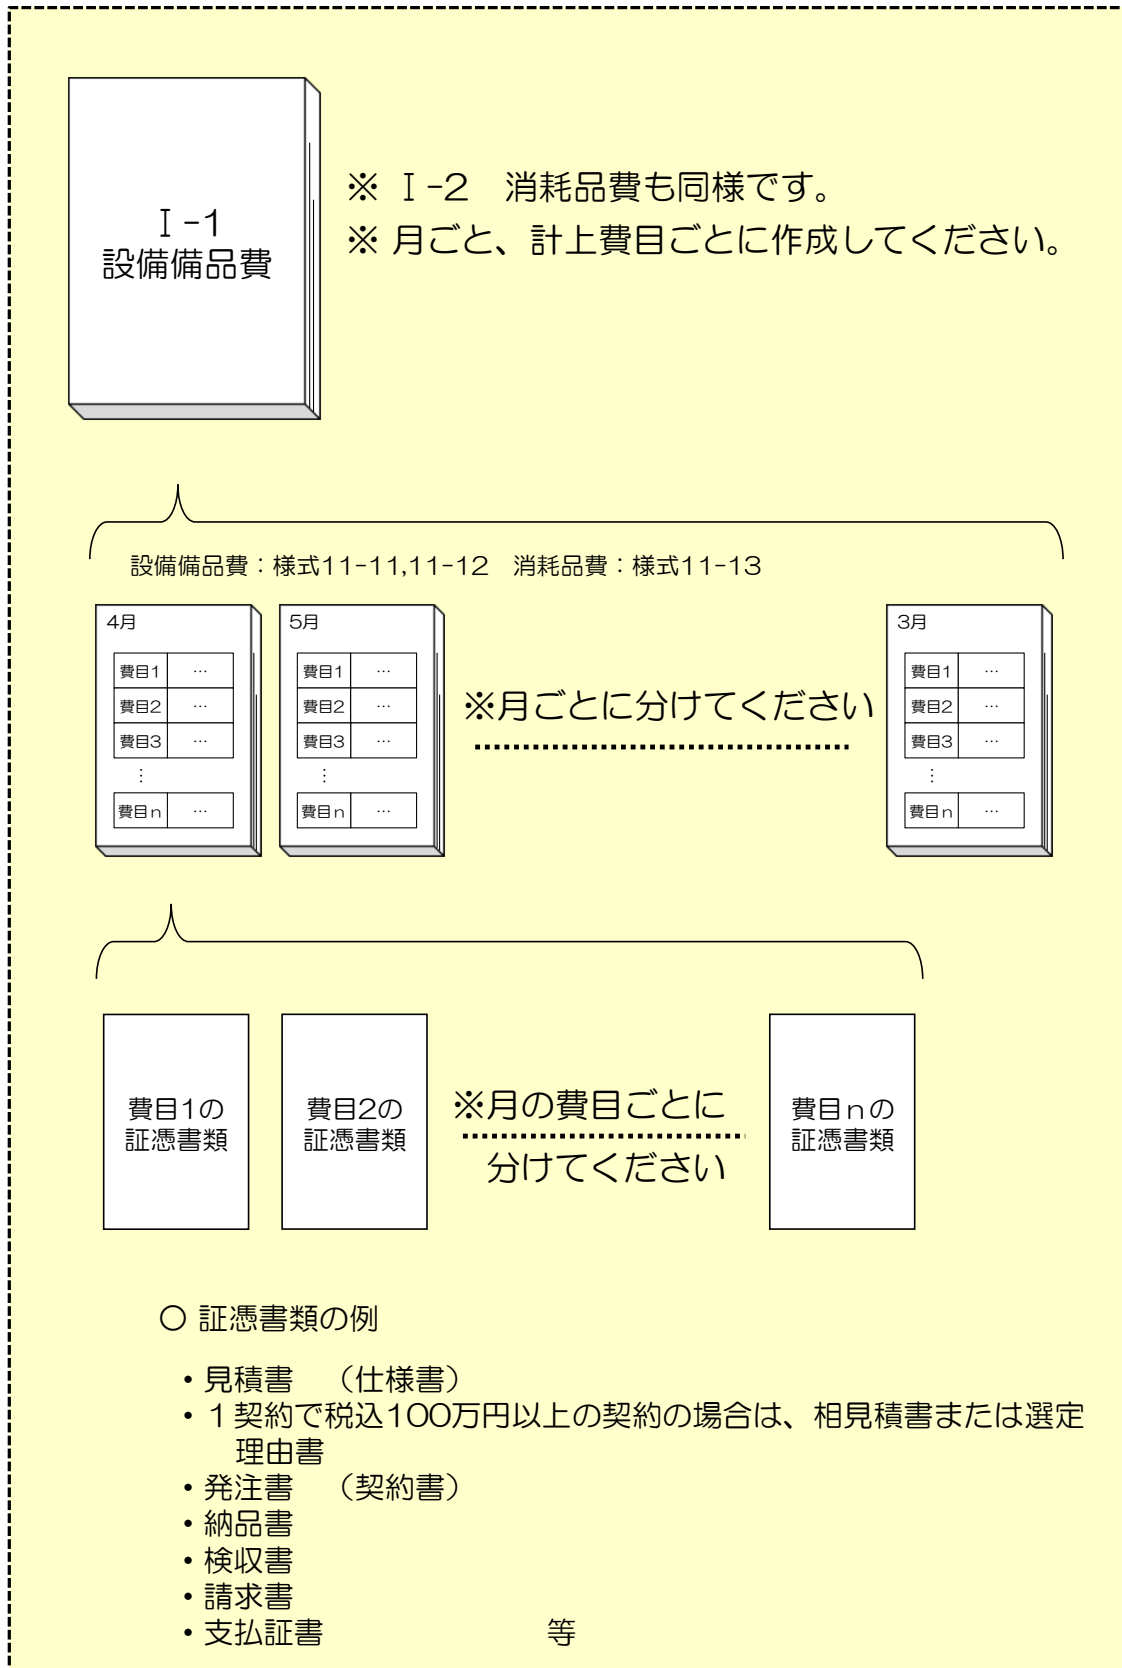 Ⅰ-1
設備備品費
※ Ⅰ-2　消耗品費も同様です。
※ 月ごと、計上費目ごとに作成してください。
設備備品費：様式11-11,11-12　消耗品費：様式11-13
4月
費目1 …
費目2 …
費目3 …
⋮
費目ｎ …
5月
費目1 …
費目2 …
費目3 …
⋮
費目ｎ …
※月ごとに分けてください
3月
費目1 …
費目2 …
費目3 …
⋮
費目ｎ …
費目1の
証憑書類
費目2の
証憑書類
※月の費目ごとに
分けてください
費目ｎの
証憑書類
○ 証憑書類の例
・見積書　（仕様書）
・１契約で税込100万円以上の契約の場合は、相見積書または選定
理由書
・発注書　（契約書）
・納品書
・検収書
・請求書
・支払証書　　　　　　　等